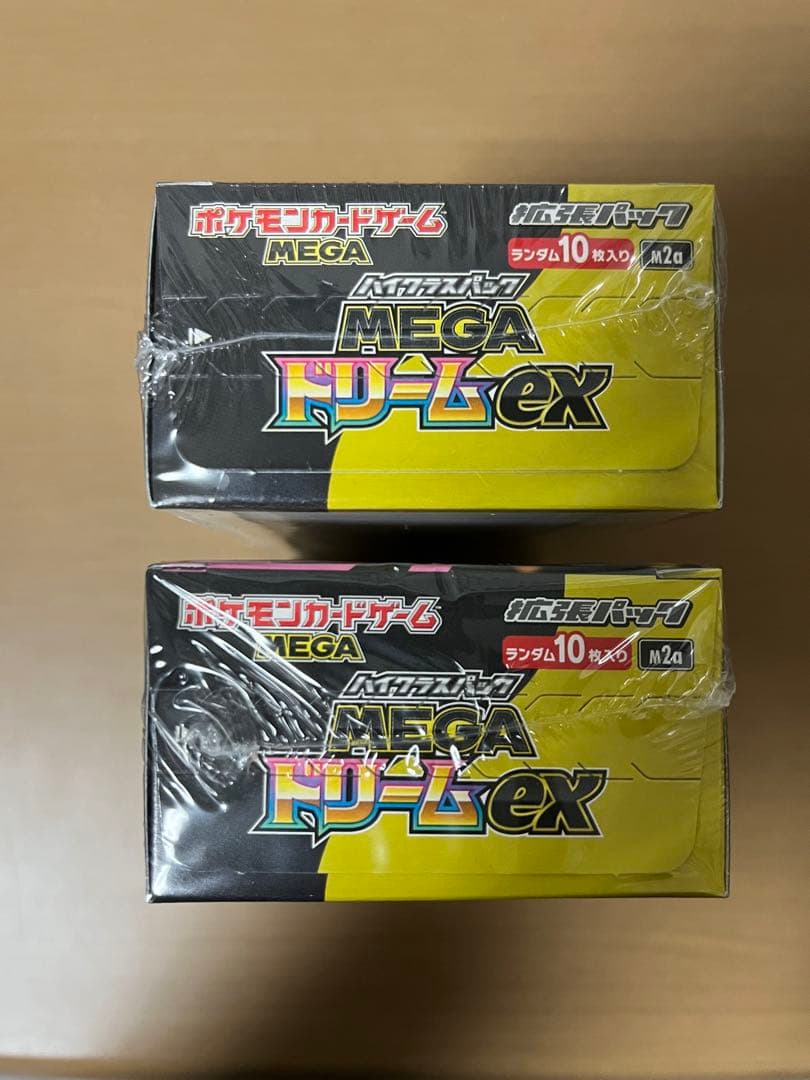 ポケモンカードゲーム
MEGA
拡張パック
ランダム10枚入り M2a
ハイクラスパック
MEGA
ドリームex
ポケモンカードゲーム
MEGA
拡張パック
ランダム10枚入り M2a
ハイクラスパック
MEGA
ドリームex